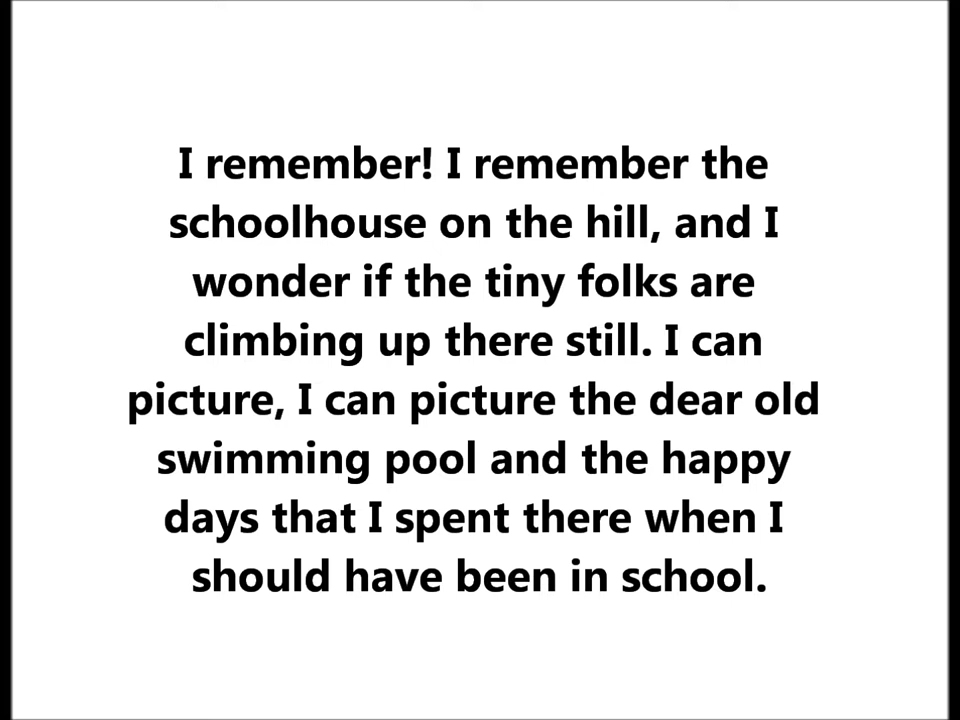 I remember! I remember the
schoolhouse on the hill, and I
wonder if the tiny folks are
climbing up there still. I can
picture, I can picture the dear old
swimming pool and the happy
days that I spent there when I
should have been in school.